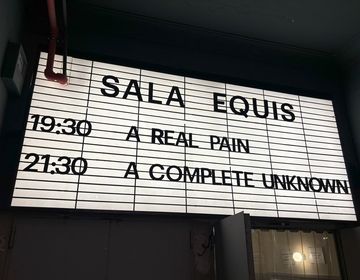 SALA EQUIS
19:30 A REAL PAIN
21:30 A COMPLETE UNKNOWN